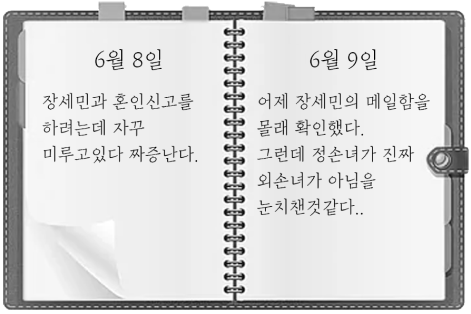 6월 8일
장세민과 혼인신고를
하려는데 자꾸
미루고있다 짜증난다.
6월 9일
어제 장세민의 메일함을
몰래 확인했다.
그런데 정손녀가 진짜
외손녀가 아님을
눈치챈것같다..